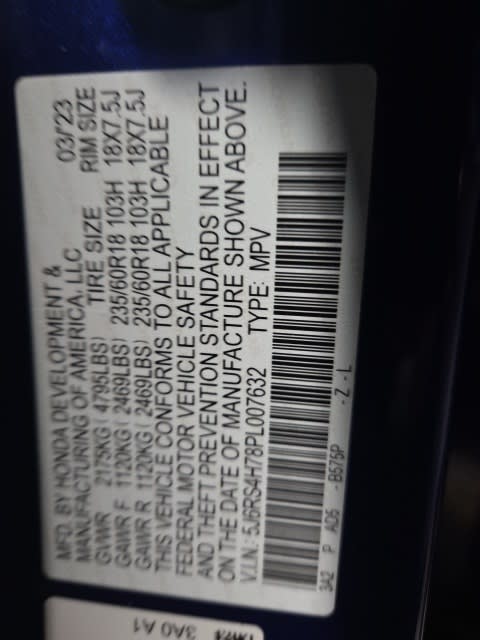 MFD. BY HONDA DEVELOPMENT & 03/'23
MANUFACTURING OF AMERICA, LLC
TIRE SIZE RIM SIZE
GVWR 2175KG ( 4795LBS)
GAWR F 1120KG ( 2469LBS) 235/60R18 103H 18X7.5J
GAWR R 1120KG ( 2469LBS) 235/60R18 103H 18X7.5J
THIS VEHICLE CONFORMS TO ALL APPLICABLE
FEDERAL MOTOR VEHICLE SAFETY
AND THEFT PREVENTION STANDARDS IN EFFECT
ON THE DATE OF MANUFACTURE SHOWN ABOVE.
V.I.N: 5J6RS4H78PL007632 TYPE: MPV
3A2 P AD5 - B575P - Z - L
3A0 A1